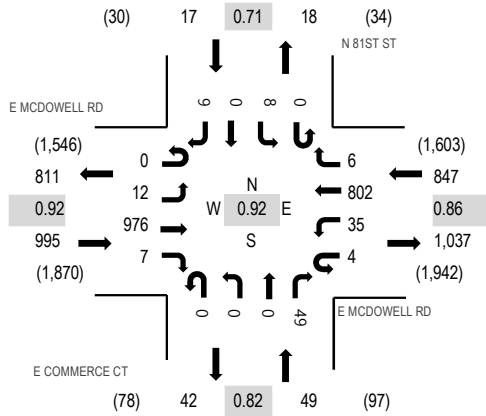 (30) 17 0.71 18 (34)
N 81ST ST
E MCDOWELL RD
9 0 8 0
(1,546) (1,603)
811 0 6 847
0.92 12 N 802 0.86
W 0.92 E
995 976 S 35 1,037
(1,870) 7 4 (1,942)
0 0 0 49
E MCDOWELL RD
E COMMERCE CT
(78) 42 0.82 49 (97)